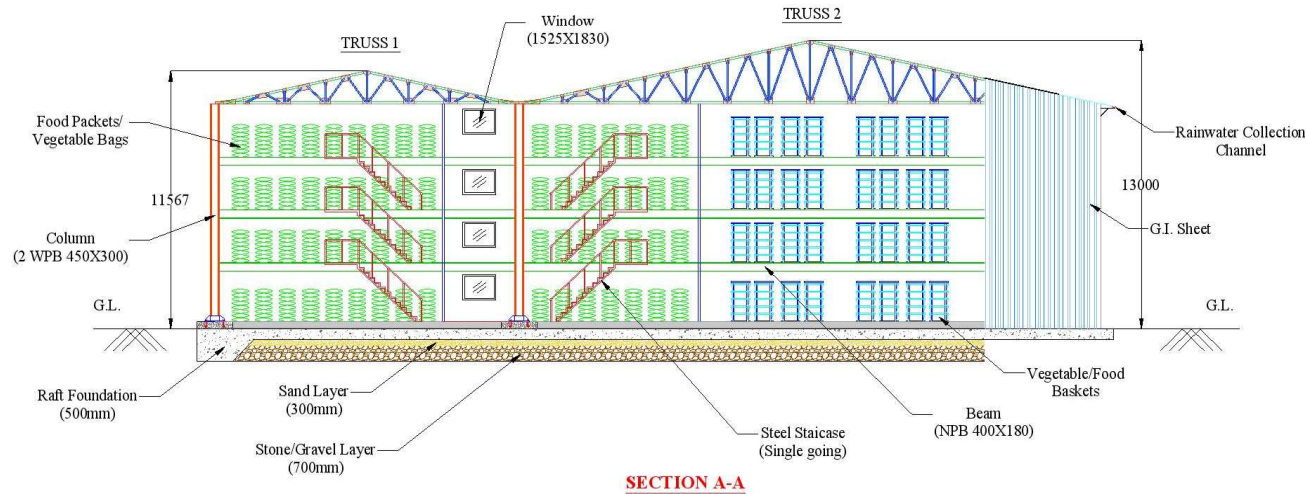 TRUSS 1
Window
(1525X1830)
TRUSS 2
Food Packets/
Vegetable Bags
Rainwater Collection
Channel
11567
13000
Column
(2 WPB 450X300)
G.I. Sheet
G.L.
G.L.
Raft Foundation
(500mm)
Sand Layer
(300mm)
Stone/Gravel Layer
(700mm)
Steel Staicase
(Single going)
Beam
(NPB 400X180)
Vegetable/Food
Baskets
SECTION A-A